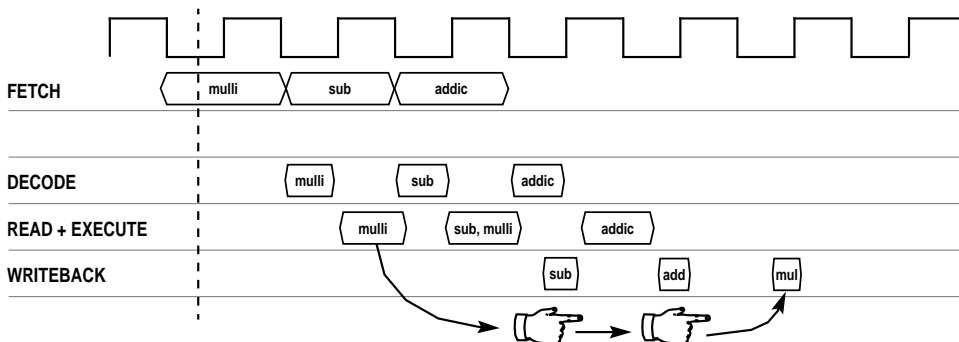 FETCH mulli sub addic
DECODE mulli sub addic
READ + EXECUTE mulli sub, mulli addic
WRITEBACK sub add mul